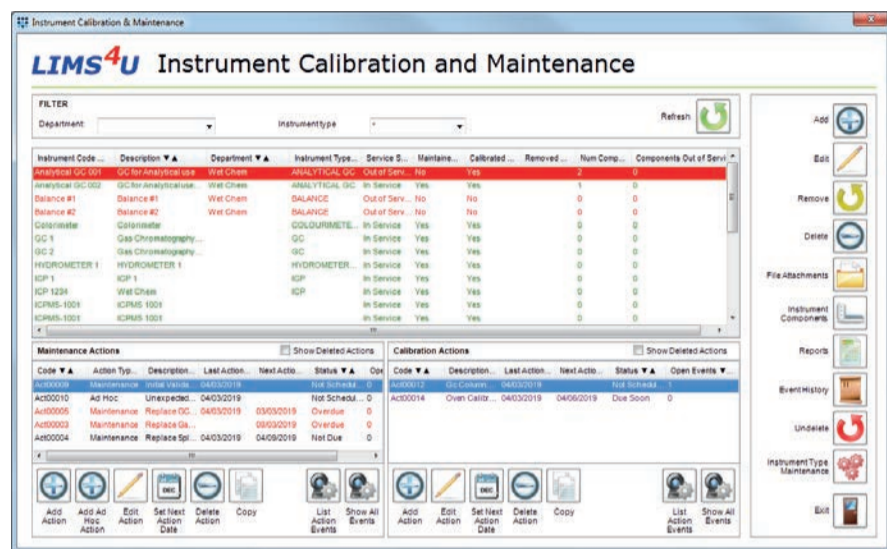 Instrument Calibration & Maintenance
LIMS4U Instrument Calibration and Maintenance
FILTER
Department
Instrument type *
Refresh
Instrument Code ... Description ▼▲ Department ▼▲ Instrument Type... Service S... Maintaine... Calibrated ... Removed ... Num Comp... Components Out of Servi
Analytical GC 001 GC for Analytical use Wet Chem ANALYTICAL GC Out of Serv... No Yes 2 0
Analytical GC 002 GC for Analytical use... Wet Chem ANALYTICAL GC In Service Yes Yes 1 0
Balance #1 Balance #1 Wet Chem BALANCE Out of Serv... No No 0 0
Balance #2 Balance #2 Wet Chem BALANCE Out of Serv... No No 0 0
Colorimeter Colorimeter COLOURIMETE... In Service Yes Yes 0 0
GC 1 Gas Chromatography... GC In Service Yes Yes 0 0
GC 2 Gas Chromatography... GC In Service Yes Yes 0 0
HYDROMETER 1 HYDROMETER 1 HYDROMETER... In Service Yes Yes 0 0
ICP 1 ICP 1 ICP In Service Yes Yes 0 0
ICP 1234 Wet Chem ICP In Service Yes Yes 0 0
ICPMS-1001 ICPMS 1001 In Service Yes Yes 0 0
ICPMS-1001 ICPMS 1001 In Service Yes Yes 0 0
Add
Edit
Remove
Delete
File Attachments
Instrument
Components
Reports
Event History
Undelete
Instrument Type
Maintenance
Exit
Maintenance Actions Show Deleted Actions
Code ▼▲ Action Typ... Description... Last Action... Next Actio... Status ▼▲ Ope
Act00009 Maintenance Initial Valida... 04/03/2019 Not Schedul... 0
Act00010 Ad Hoc Unexpected... 04/03/2019 Not Schedul... 0
Act00005 Maintenance Replace GC... 04/03/2019 03/03/2019 Overdue 0
Act00003 Maintenance Replace Ga... Overdue 0
Act00004 Maintenance Replace Spl... 04/03/2019 04/09/2019 Not Due 0
Add
Action
Add Ad
Hoc
Action
Edit
Action
DEC
Set Next
Action
Date
Delete
Action
Copy
List
Action
Events
Show All
Events
Calibration Actions Show Deleted Actions
Code ▼▲ Description... Last Action... Next Actio... Status ▼▲ Open Events ▼...
Act00012 Gc Column... 04/03/2019 Not Schedul... 1
Act00014 Oven Calibr... 04/03/2019 04/06/2019 Due Soon 0
Add
Action
Edit
Action
DEC
Set Next
Action
Date
Delete
Action
Copy
List
Action
Events
Show All
Events